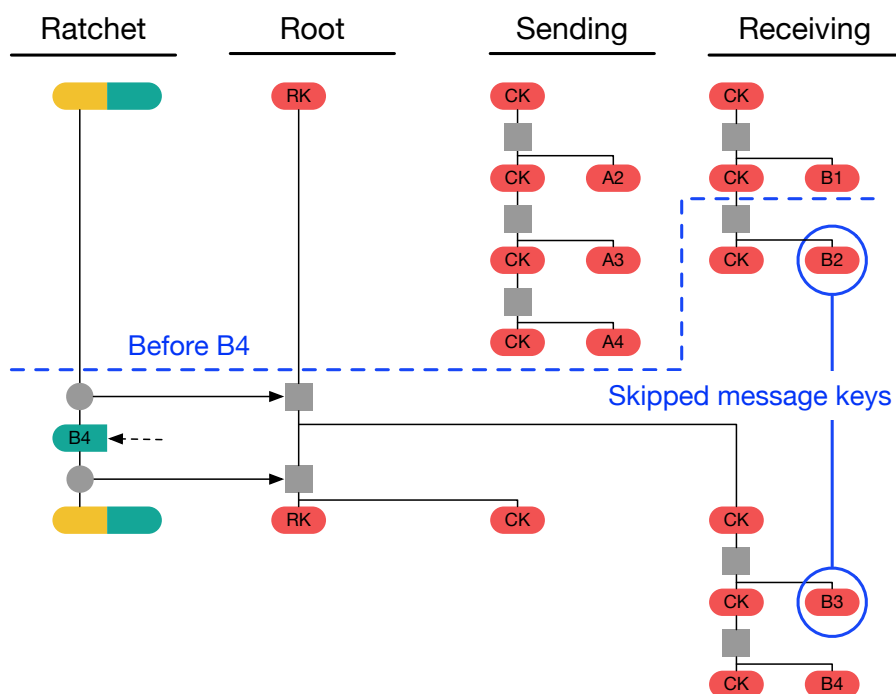 Ratchet Root Sending Receiving
RK CK CK
CK A2 CK B1
CK A3 CK B2
CK A4
Before B4
Skipped message keys
B4
RK CK CK
CK B3
CK B4